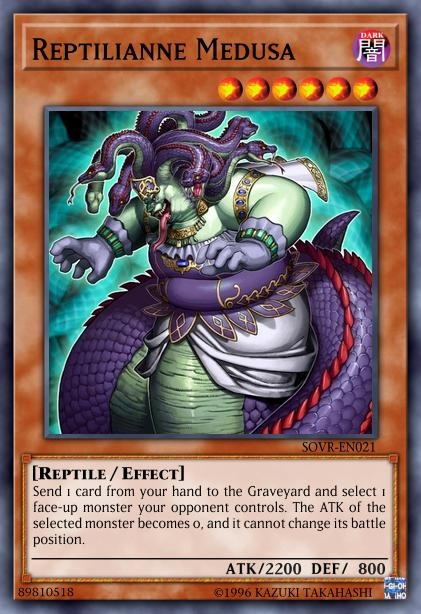 Reptilianne Medusa
DARK
闇
SOVR-EN021
[Reptile / Effect]
Send 1 card from your hand to the Graveyard and select 1
face-up monster your opponent controls. The ATK of the
selected monster becomes 0, and it cannot change its battle
position.
ATK/2200 DEF/ 800
89810518
©1996 KAZUKI TAKAHASHI